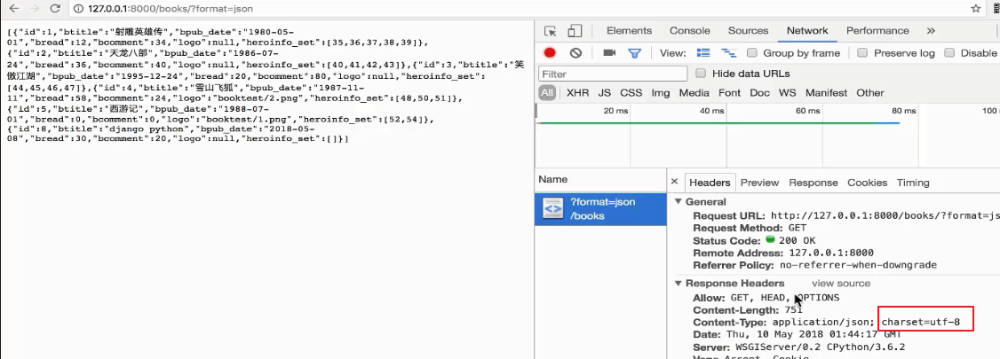 127.0.0.1:8000/books/?format=json
[{"id":1,"btitle":"射雕英雄传","bpub_date":"1980-05-
01","bread":12,"bcomment":34,"logo":null,"heroinfo_set":[35,36,37,38,39]},
{"id":2,"btitle":"天龙八部","bpub_date":"1986-07-
24","bread":36,"bcomment":40,"logo":null,"heroinfo_set":[40,41,42,43]},{"id":3,"btitle":"笑
傲江湖","bpub_date":"1995-12-24","bread":20,"bcomment":80,"logo":null,"heroinfo_set":
[44,45,46,47]},{"id":4,"btitle":"雪山飞狐","bpub_date":"1987-11-
11","bread":58,"bcomment":24,"logo":"booktest/2.png","heroinfo_set":[48,50,51]},
{"id":5,"btitle":"西游记","bpub_date":"1988-07-
01","bread":0,"bcomment":0,"logo":"booktest/1.png","heroinfo_set":[52,54]},
{"id":8,"btitle":"django python","bpub_date":"2018-05-
08","bread":30,"bcomment":20,"logo":null,"heroinfo_set":[]}]
Elements Console Sources Network Performance »
View: Group by frame Preserve log Disable
Filter Hide data URLs
All XHR JS CSS Img Media Font Doc WS Manifest Other
20 ms 40 ms 60 ms 80 ms 100
Name
?format=json
/books
× Headers Preview Response Cookies Timing
General
Request URL: http://127.0.0.1:8000/books/?format=js
Request Method: GET
Status Code: 200 OK
Remote Address: 127.0.0.1:8000
Referrer Policy: no-referrer-when-downgrade
Response Headers view source
Allow: GET, HEAD, OPTIONS
Content-Length: 751
Content-Type: application/json; charset=utf-8
Date: Thu, 10 May 2018 01:44:17 GMT
Server: WSGIServer/0.2 CPython/3.6.2
Vary: Accept, Cookie